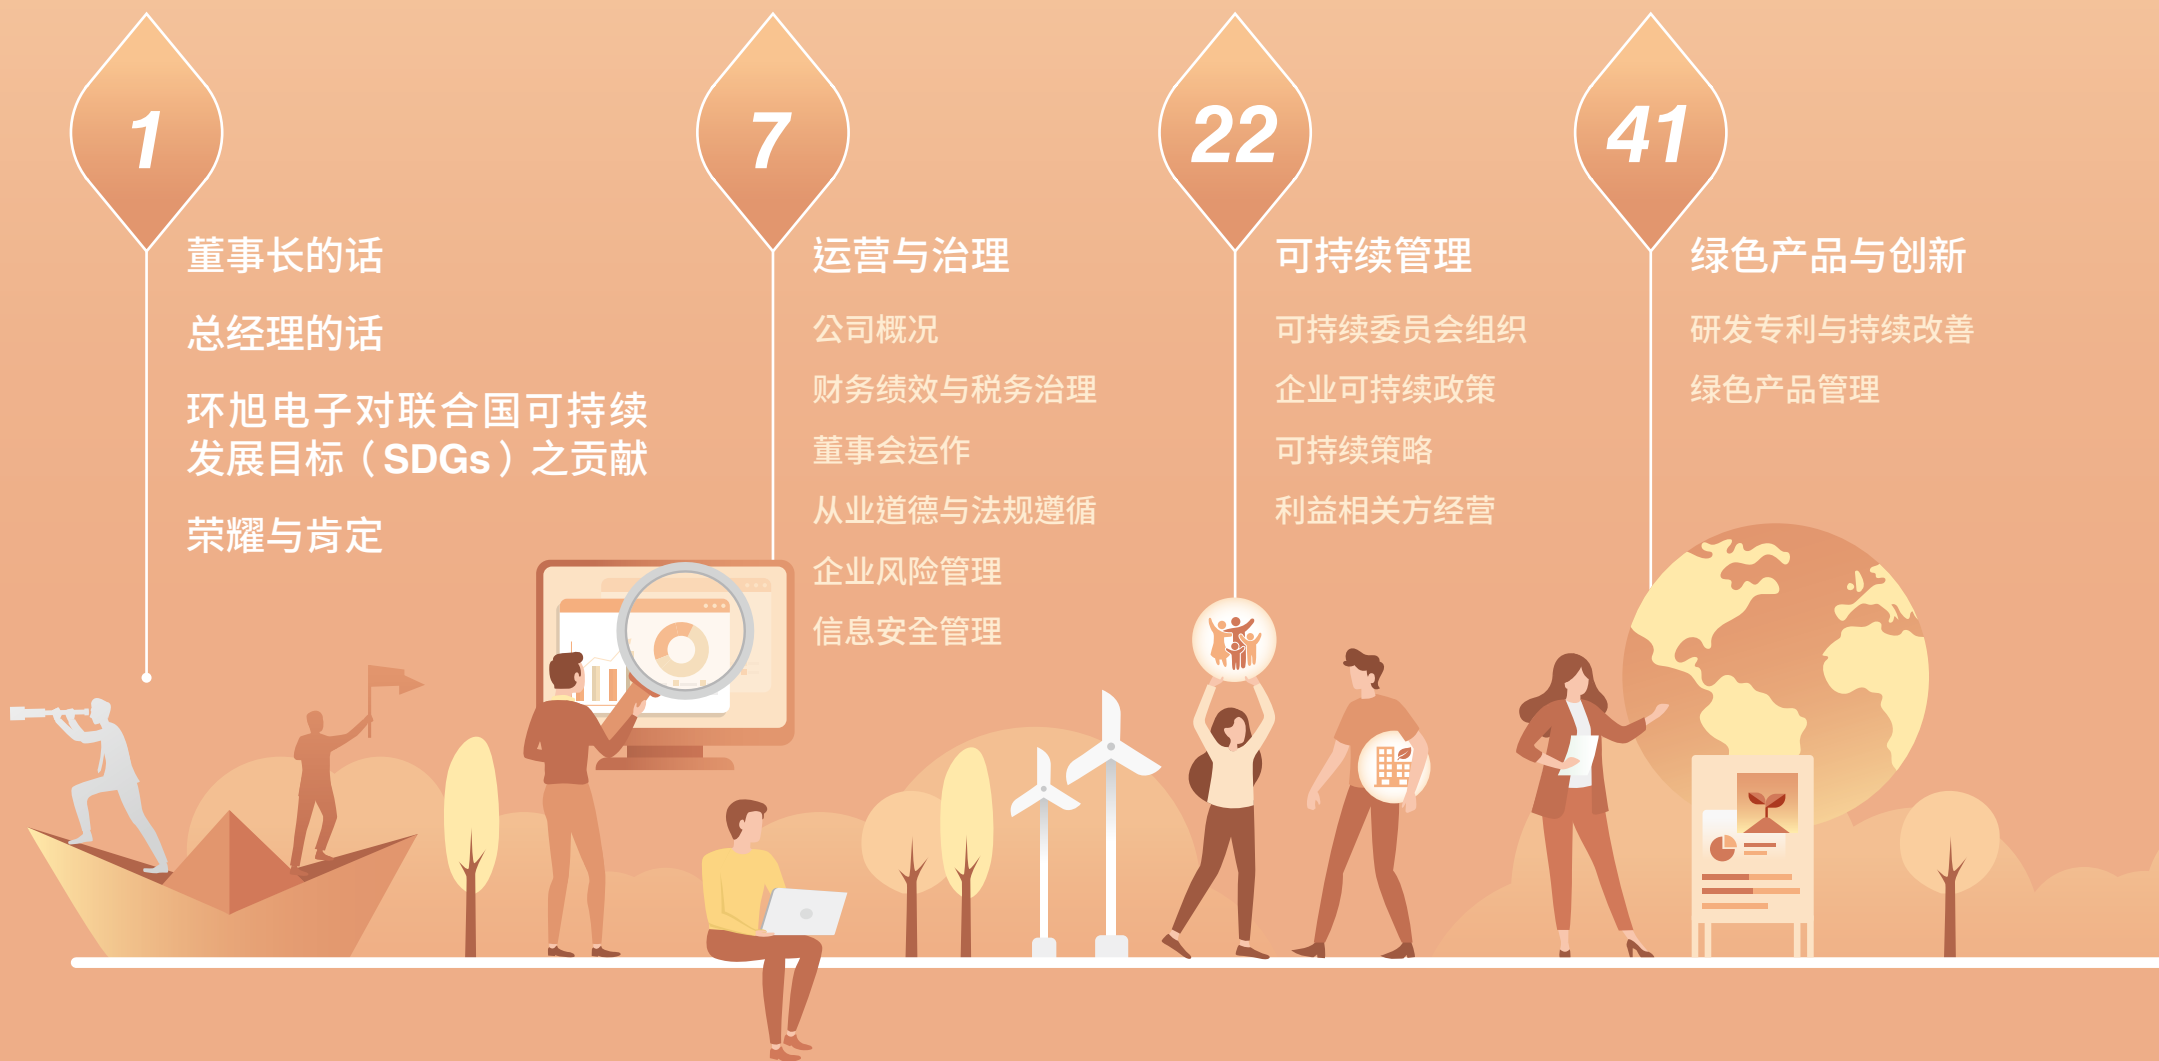 1
董事长的话
总经理的话
环旭电子对联合国可持续
发展目标（SDGs）之贡献
荣耀与肯定
7
运营与治理
公司概况
财务绩效与税务治理
董事会运作
从业道德与法规遵循
企业风险管理
信息安全管理
22
可持续管理
可持续委员会组织
企业可持续政策
可持续策略
利益相关方经营
41
绿色产品与创新
研发专利与持续改善
绿色产品管理